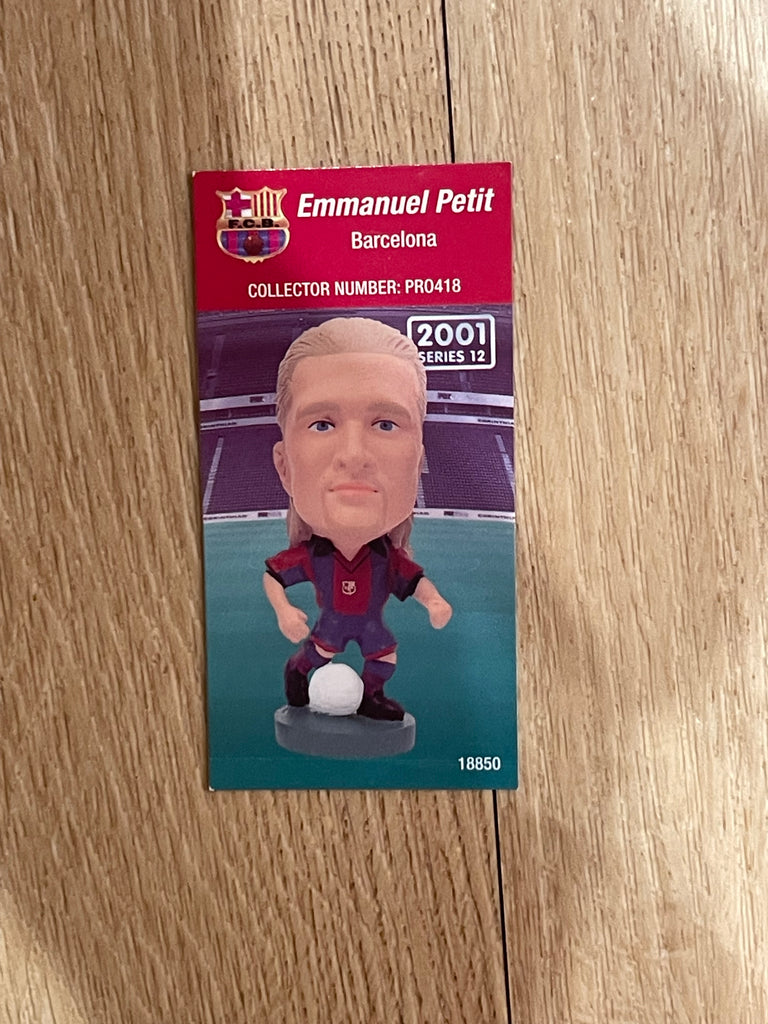 F.C.B.
Emmanuel Petit
Barcelona
COLLECTOR NUMBER: PRO418
2001
SERIES 12
18850